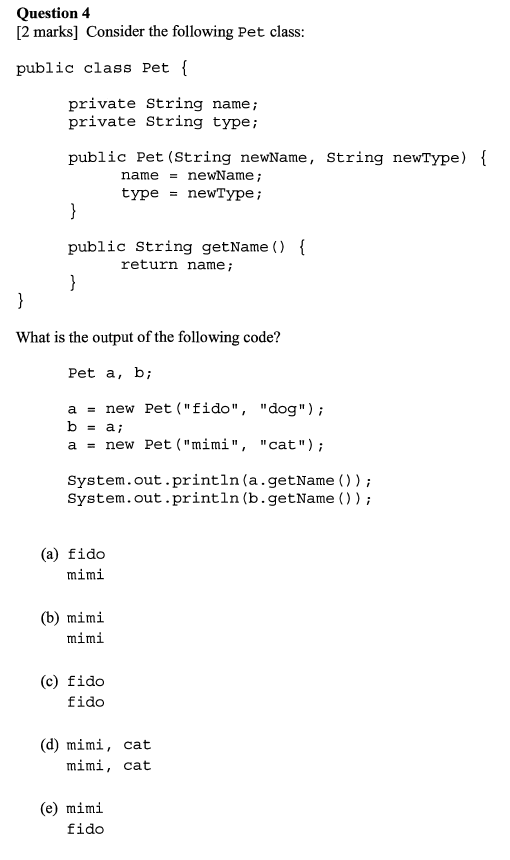 Question 4
[2 marks] Consider the following Pet class:
public class Pet {
private String name;
private String type;
public Pet(String newName, String newType) {
name = newName;
type = newType;
}
public String getName() {
return name;
}
}
What is the output of the following code?
Pet a, b;
a = new Pet("fido", "dog");
b = a;
a = new Pet("mimi", "cat");
System.out.println(a.getName());
System.out.println(b.getName());
(a) fido
mimi
(b) mimi
mimi
(c) fido
fido
(d) mimi, cat
mimi, cat
(e) mimi
fido